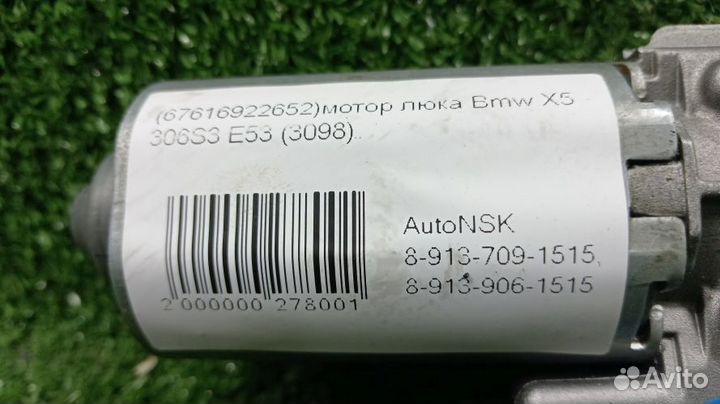 (67616922652)мотор люка Bmw X5
306S3 E53 (3098)
AutoNSK
8-913-709-1515,
8-913-906-1515
2 000000 278001
Avito